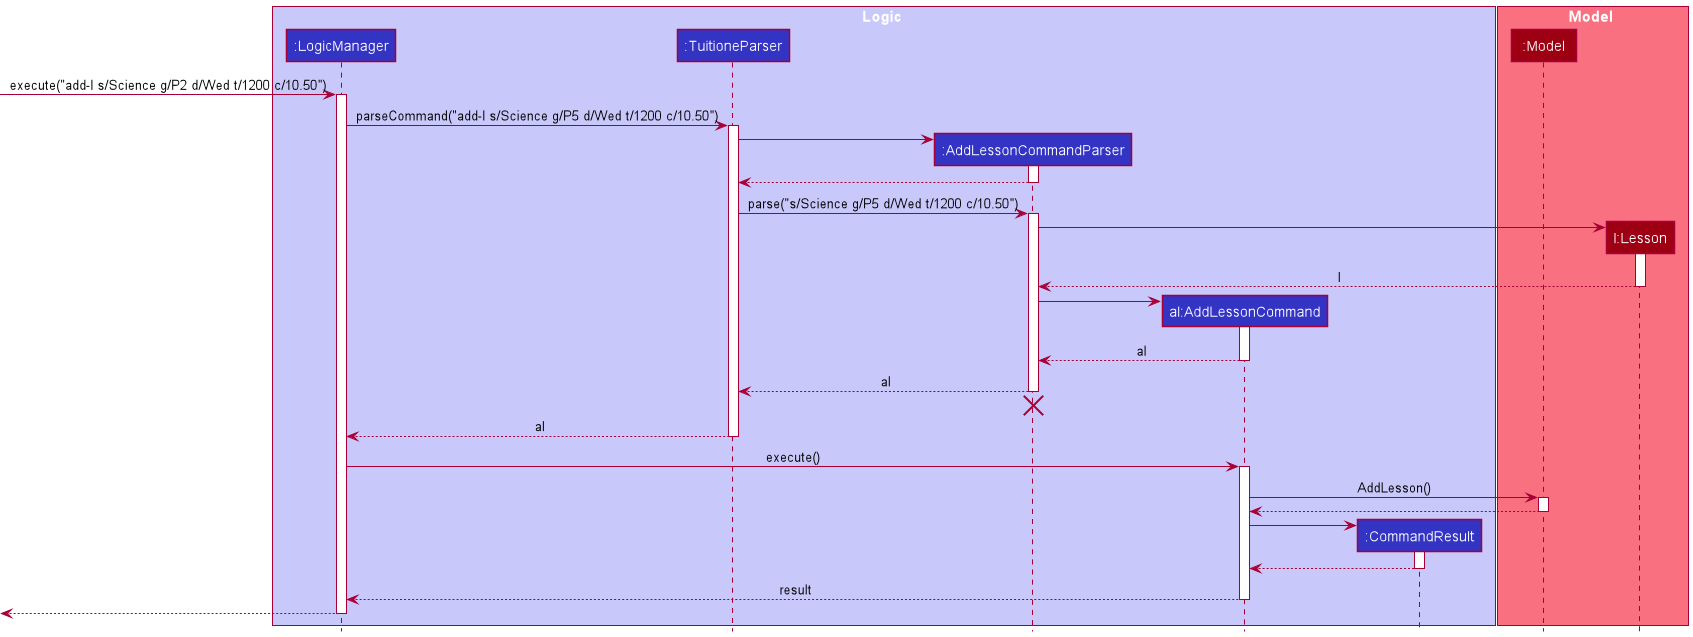 Logic
Model
:LogicManager
:TuitioneParser
:Model
execute("add-l s/Science g/P2 d/Wed t/1200 c/10.50")
parseCommand("add-l s/Science g/P5 d/Wed t/1200 c/10.50")
:AddLessonCommandParser
parse("s/Science g/P5 d/Wed t/1200 c/10.50")
l:Lesson
l
al:AddLessonCommand
al
al
al
execute()
AddLesson()
:CommandResult
result